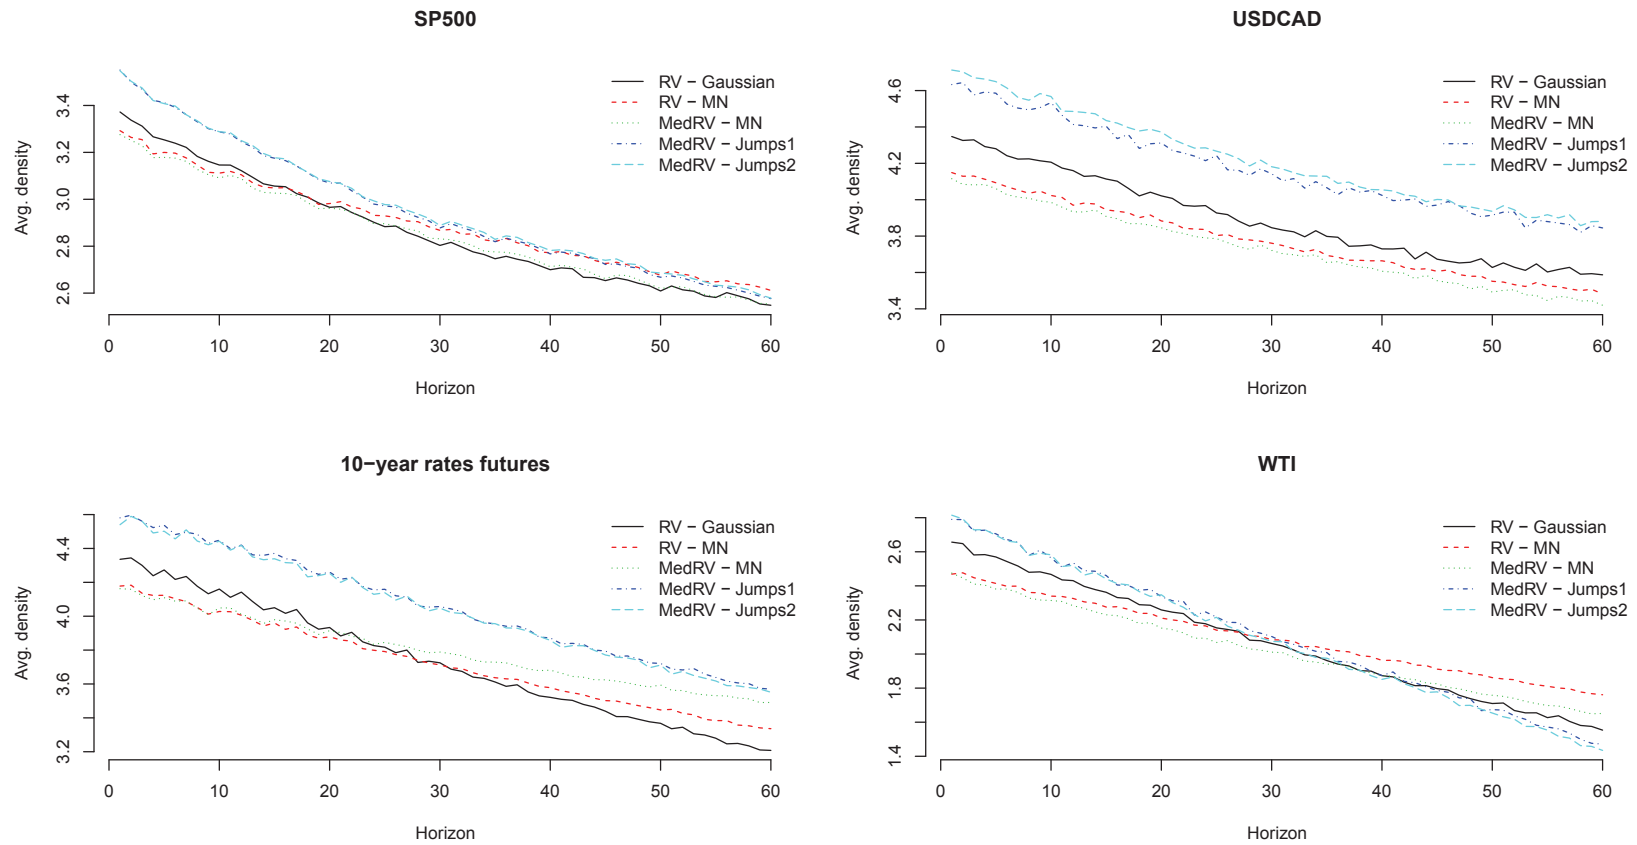 SP500
Avg. density
3.4
3.2
3.0
2.8
2.6
RV − Gaussian
RV − MN
MedRV − MN
MedRV − Jumps1
MedRV − Jumps2
0 10 20 30 40 50 60
Horizon
USDCAD
Avg. density
4.6
4.2
3.8
3.4
RV − Gaussian
RV − MN
MedRV − MN
MedRV − Jumps1
MedRV − Jumps2
0 10 20 30 40 50 60
Horizon
10−year rates futures
Avg. density
4.4
4.0
3.6
3.2
RV − Gaussian
RV − MN
MedRV − MN
MedRV − Jumps1
MedRV − Jumps2
0 10 20 30 40 50 60
Horizon
WTI
Avg. density
2.6
2.2
1.8
1.4
RV − Gaussian
RV − MN
MedRV − MN
MedRV − Jumps1
MedRV − Jumps2
0 10 20 30 40 50 60
Horizon